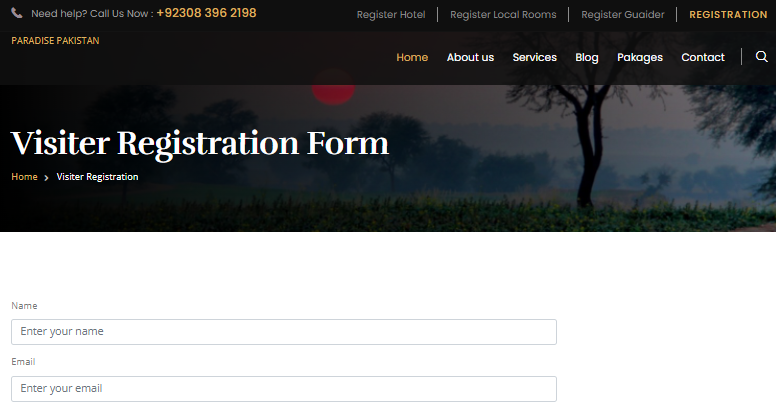 Need help? Call Us Now : +92308 396 2198
Register Hotel
Register Local Rooms
Register Guaider
REGISTRATION
PARADISE PAKISTAN
Home
About us
Services
Blog
Pakages
Contact
Visiter Registration Form
Home > Visiter Registration
Name
Enter your name
Email
Enter your email